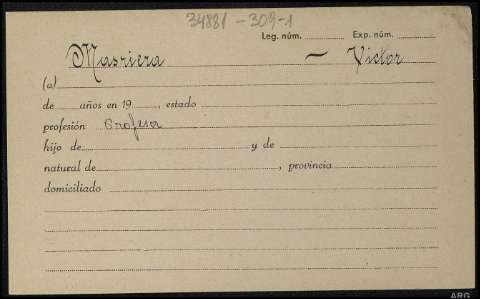 34881-309-1
Leg. núm. Exp. núm.
Masriera — Victor
(a)
de años en 19 , estado
profesión Profesor
hijo de y de
natural de , provincia
domiciliado
ARG